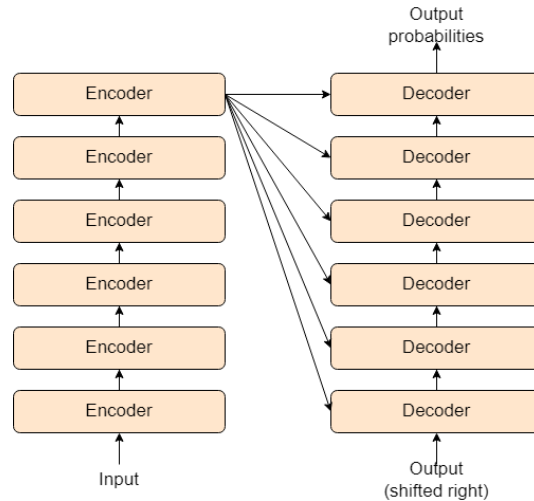 Output
probabilities
Encoder
Decoder
Encoder
Decoder
Encoder
Decoder
Encoder
Decoder
Encoder
Decoder
Encoder
Decoder
Input
Output
(shifted right)